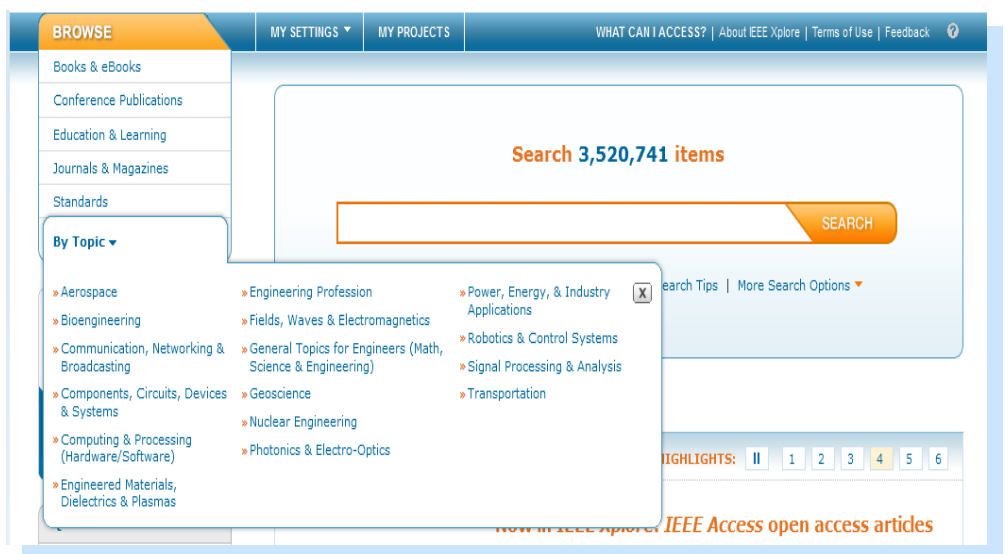 BROWSE
MY SETTINGS ▼ MY PROJECTS WHAT CAN I ACCESS? | About IEEE Xplore | Terms of Use | Feedback ?
Books & eBooks
Conference Publications
Education & Learning
Journals & Magazines
Standards
By Topic ▾
Search 3,520,741 items
SEARCH
Tips | More Search Options ▼
» Aerospace
» Bioengineering
» Communication, Networking &
Broadcasting
» Components, Circuits, Devices
& Systems
» Computing & Processing
(Hardware/Software)
» Engineered Materials,
Dielectrics & Plasmas
» Engineering Profession
» Fields, Waves & Electromagnetics
» General Topics for Engineers (Math,
Science & Engineering)
» Geoscience
» Nuclear Engineering
» Photonics & Electro-Optics
» Power, Energy, & Industry
Applications
» Robotics & Control Systems
» Signal Processing & Analysis
» Transportation
X
HIGHLIGHTS: II 1 2 3 4 5 6
IEEE Access open access articles